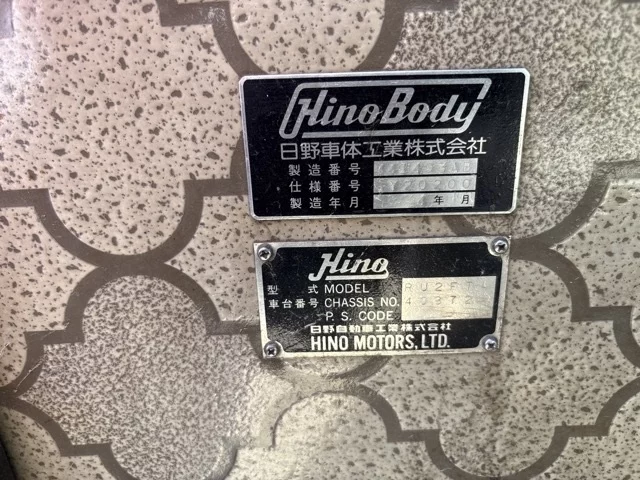 HinoBody
日野車体工業株式会社
製造番号
仕様番号
製造年月 年 月
Hino
型式 MODEL
車台番号 CHASSIS NO.
P. S. CODE
日野自動車工業株式会社
HINO MOTORS, LTD.